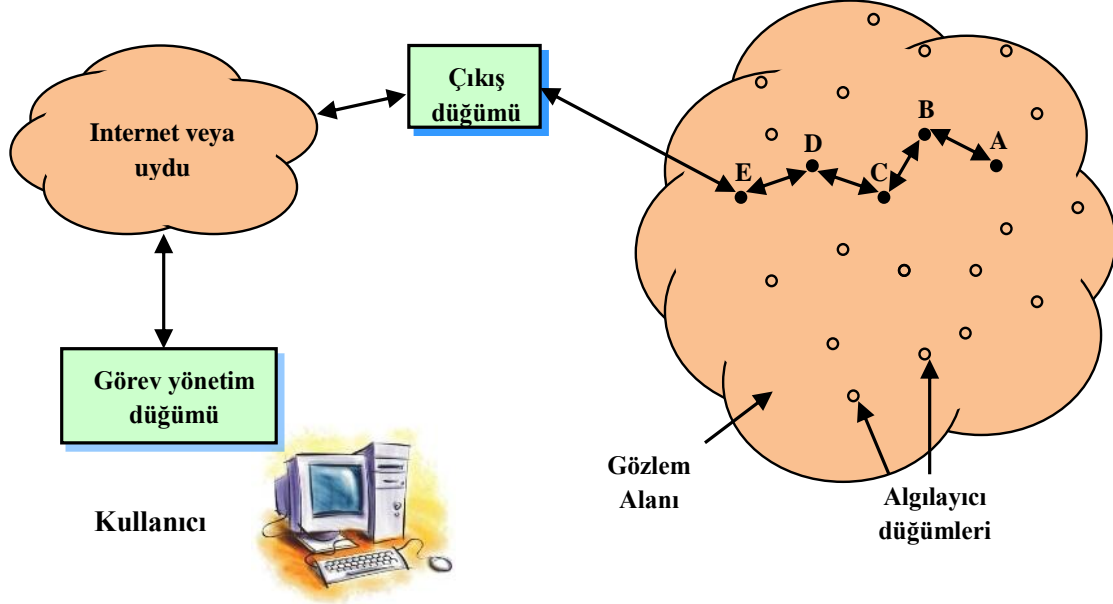 Internet veya
uydu
Çıkış
düğümü
B
A
D
C
E
Görev yönetim
düğümü
Kullanıcı
Gözlem
Alanı
Algılayıcı
düğümleri